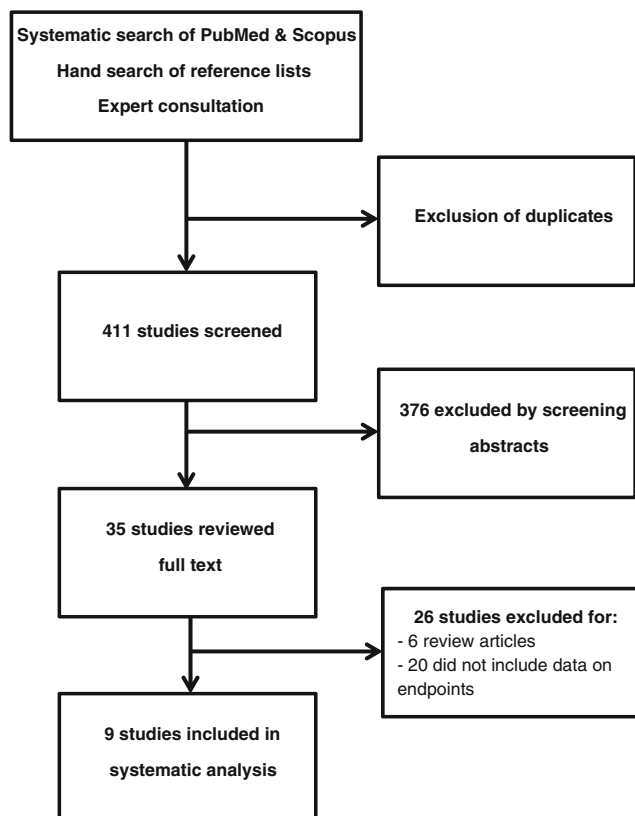 Systematic search of PubMed & Scopus
Hand search of reference lists
Expert consultation
Exclusion of duplicates
411 studies screened
376 excluded by screening
abstracts
35 studies reviewed
full text
26 studies excluded for:
- 6 review articles
- 20 did not include data on
endpoints
9 studies included in
systematic analysis